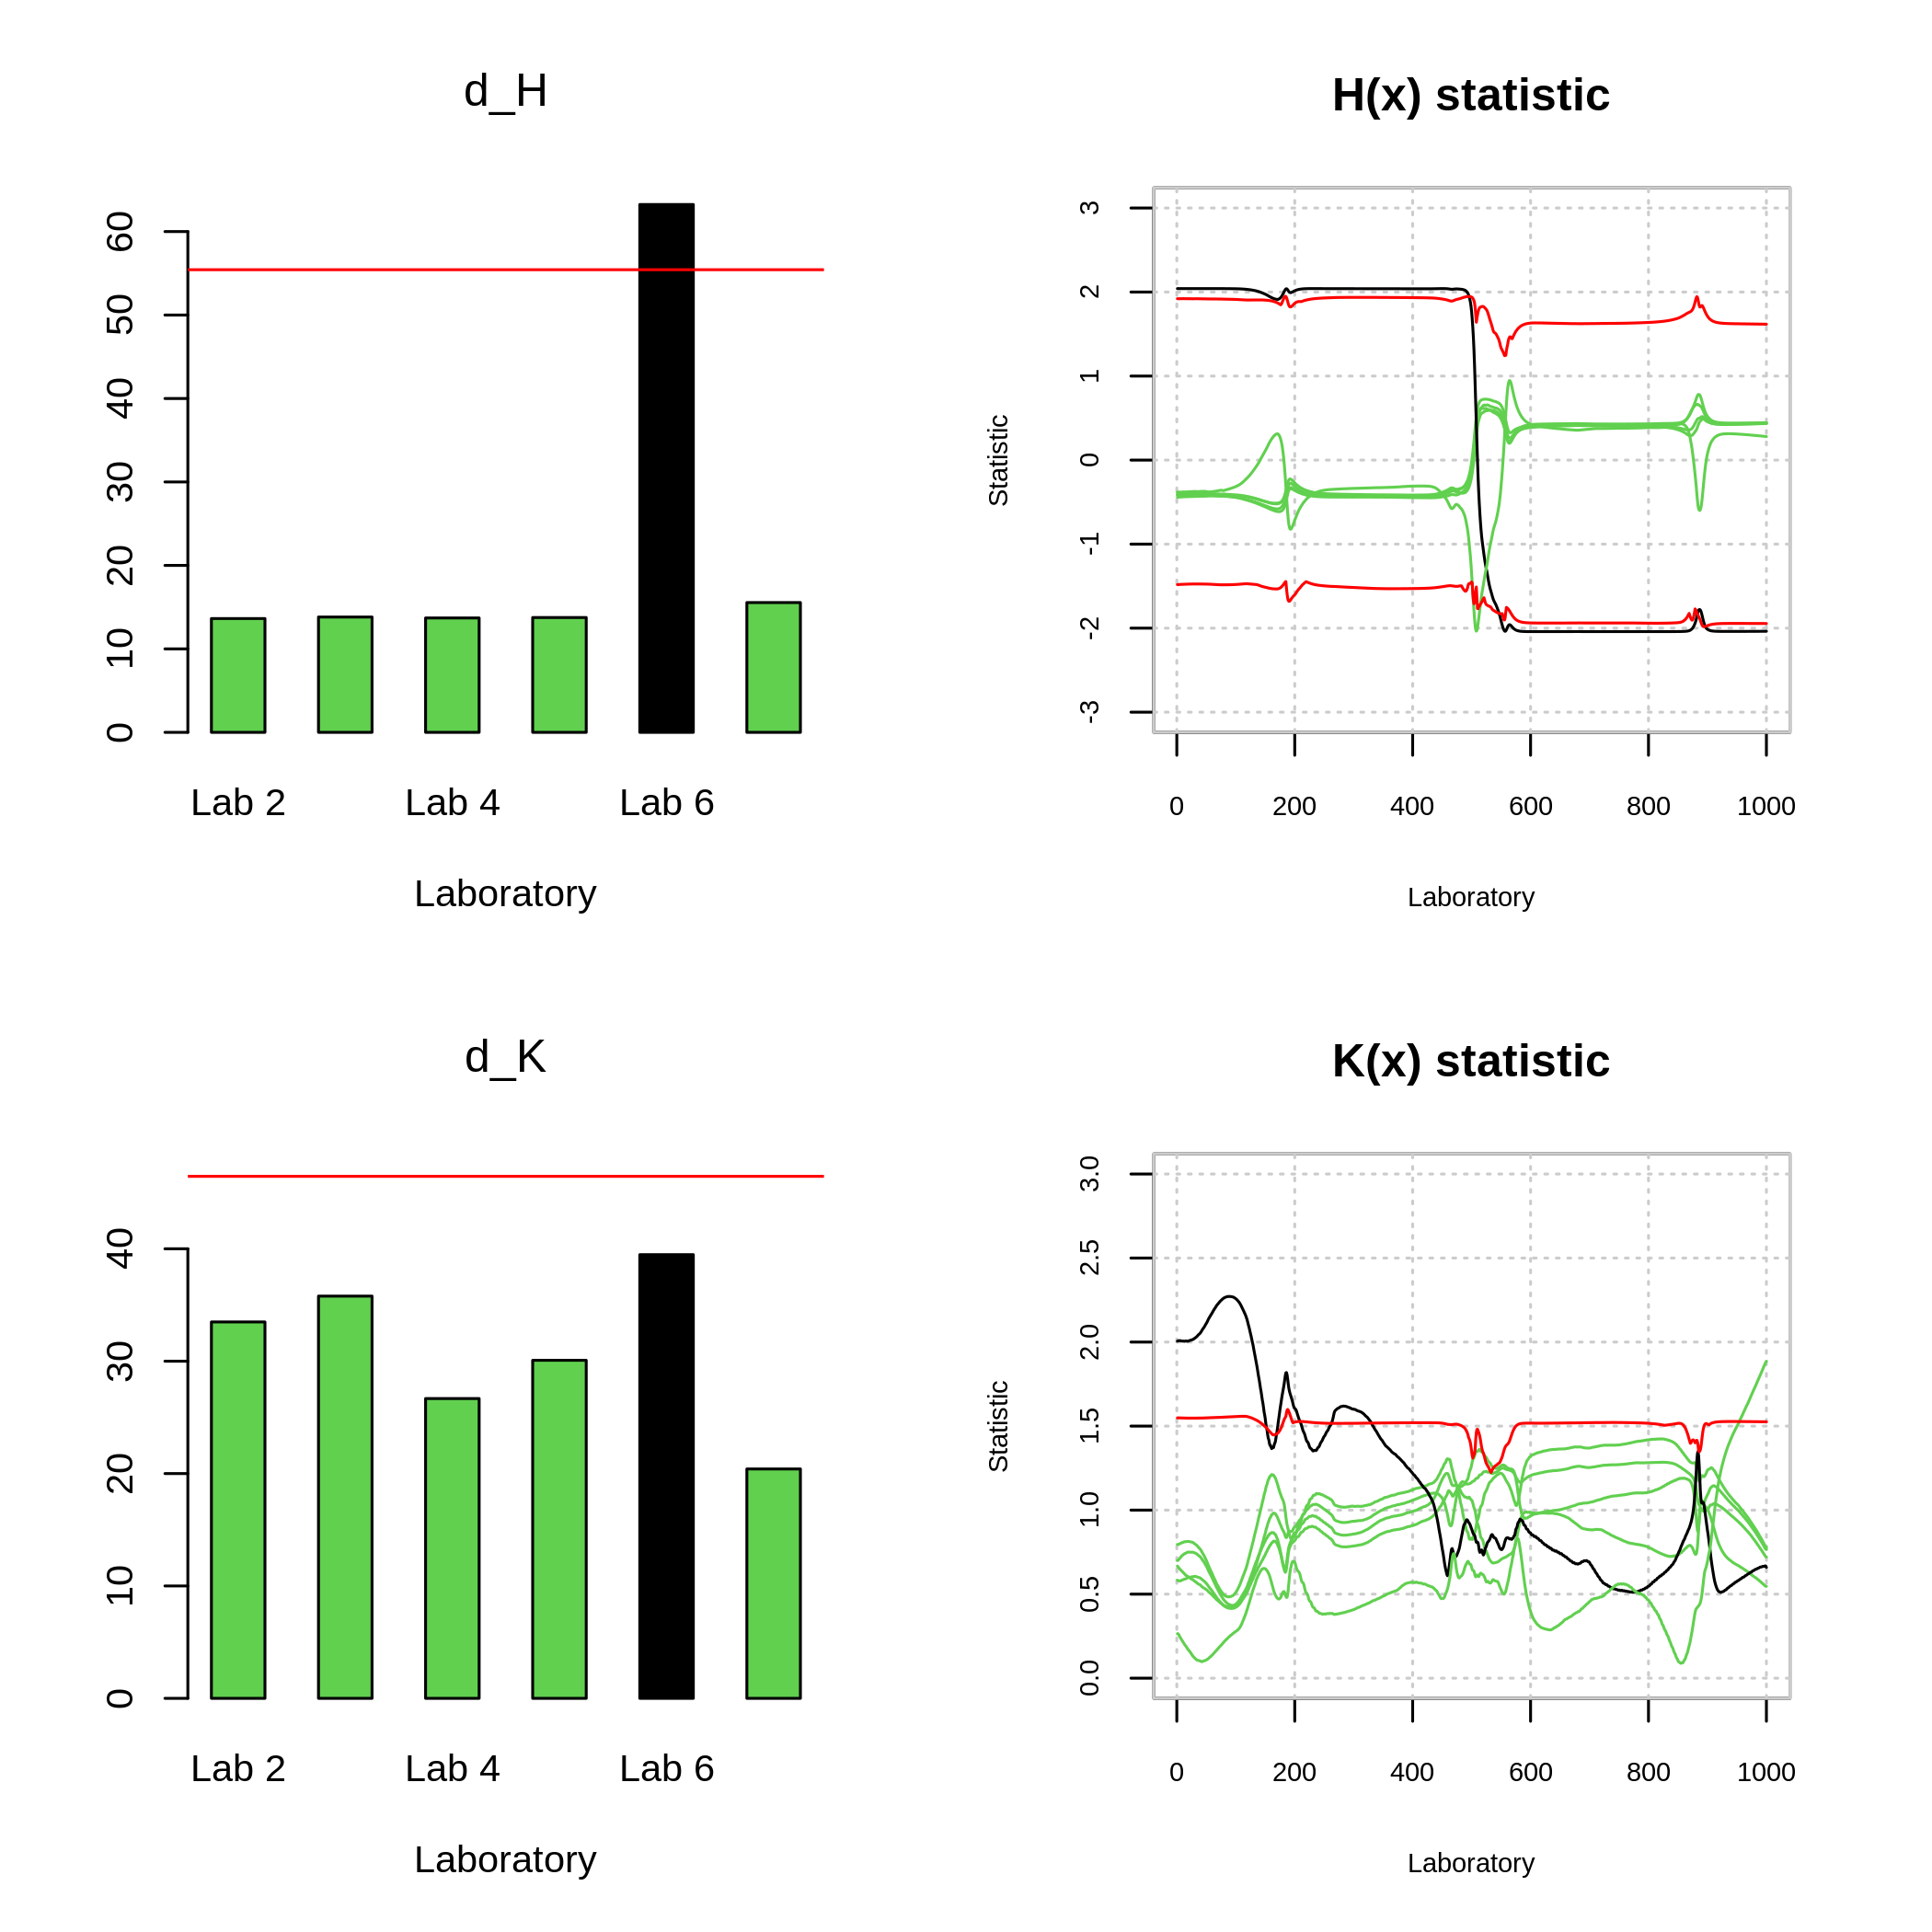 d_H
0 10 20 30 40 50 60
Lab 2 Lab 4 Lab 6
Laboratory
H(x) statistic
Statistic
-3 -2 -1 0 1 2 3
0 200 400 600 800 1000
Laboratory
d_K
0 10 20 30 40
Lab 2 Lab 4 Lab 6
Laboratory
K(x) statistic
Statistic
0.0 0.5 1.0 1.5 2.0 2.5 3.0
0 200 400 600 800 1000
Laboratory